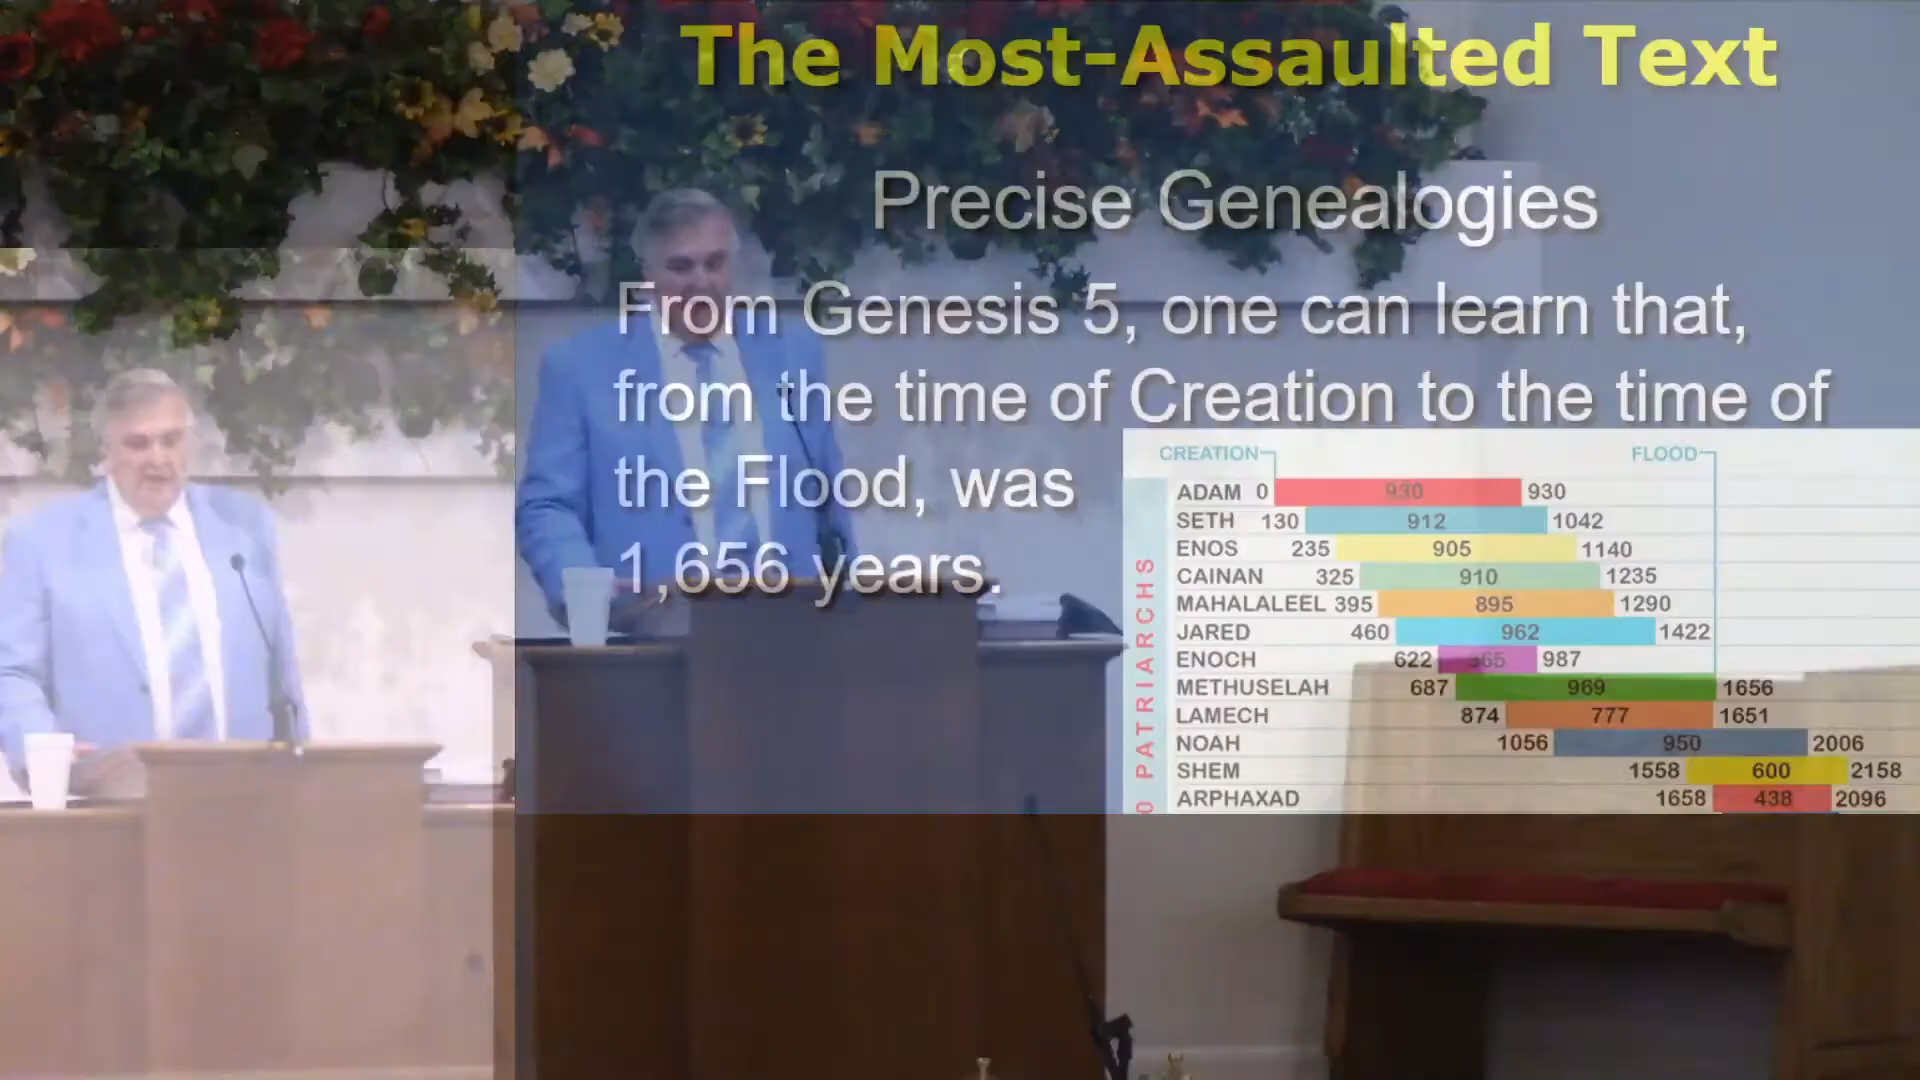 The Most-Assaulted Text
Precise Genealogies
From Genesis 5, one can learn that,
from the time of Creation to the time of
the Flood, was
1,656 years.
CREATION FLOOD
ADAM 0 930 930
SETH 130 912 1042
ENOS 235 905 1140
CAINAN 325 910 1235
MAHALALEEL 395 895 1290
JARED 460 962 1422
ENOCH 622 365 987
METHUSELAH 687 969 1656
LAMECH 874 777 1651
NOAH 1056 950 2006
SHEM 1558 600 2158
ARPHAXAD 1658 438 2096
0 PATRIARCHS